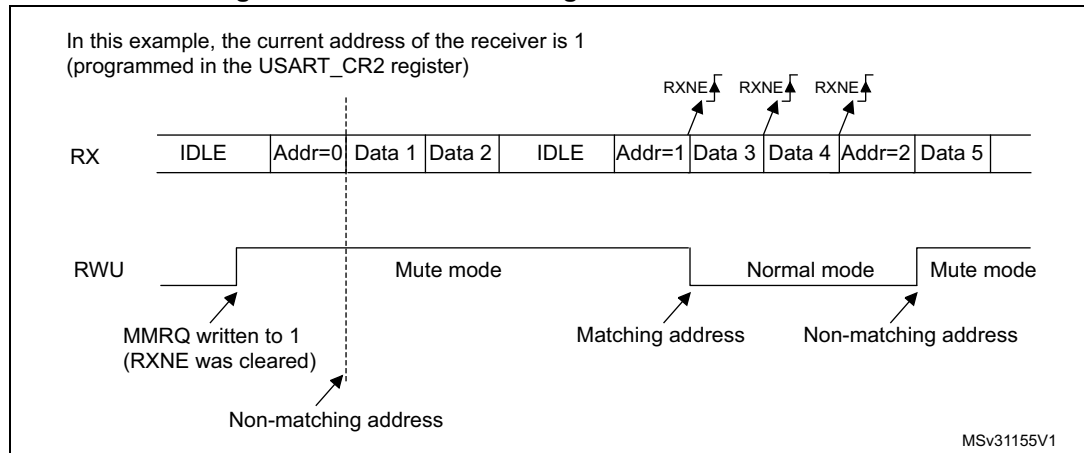 In this example, the current address of the receiver is 1
(programmed in the USART_CR2 register)
RXNE RXNE RXNE
RX IDLE Addr=0 Data 1 Data 2 IDLE Addr=1 Data 3 Data 4 Addr=2 Data 5
RWU Mute mode Normal mode Mute mode
MMRQ written to 1 Matching address Non-matching address
(RXNE was cleared)
Non-matching address
MSv31155V1